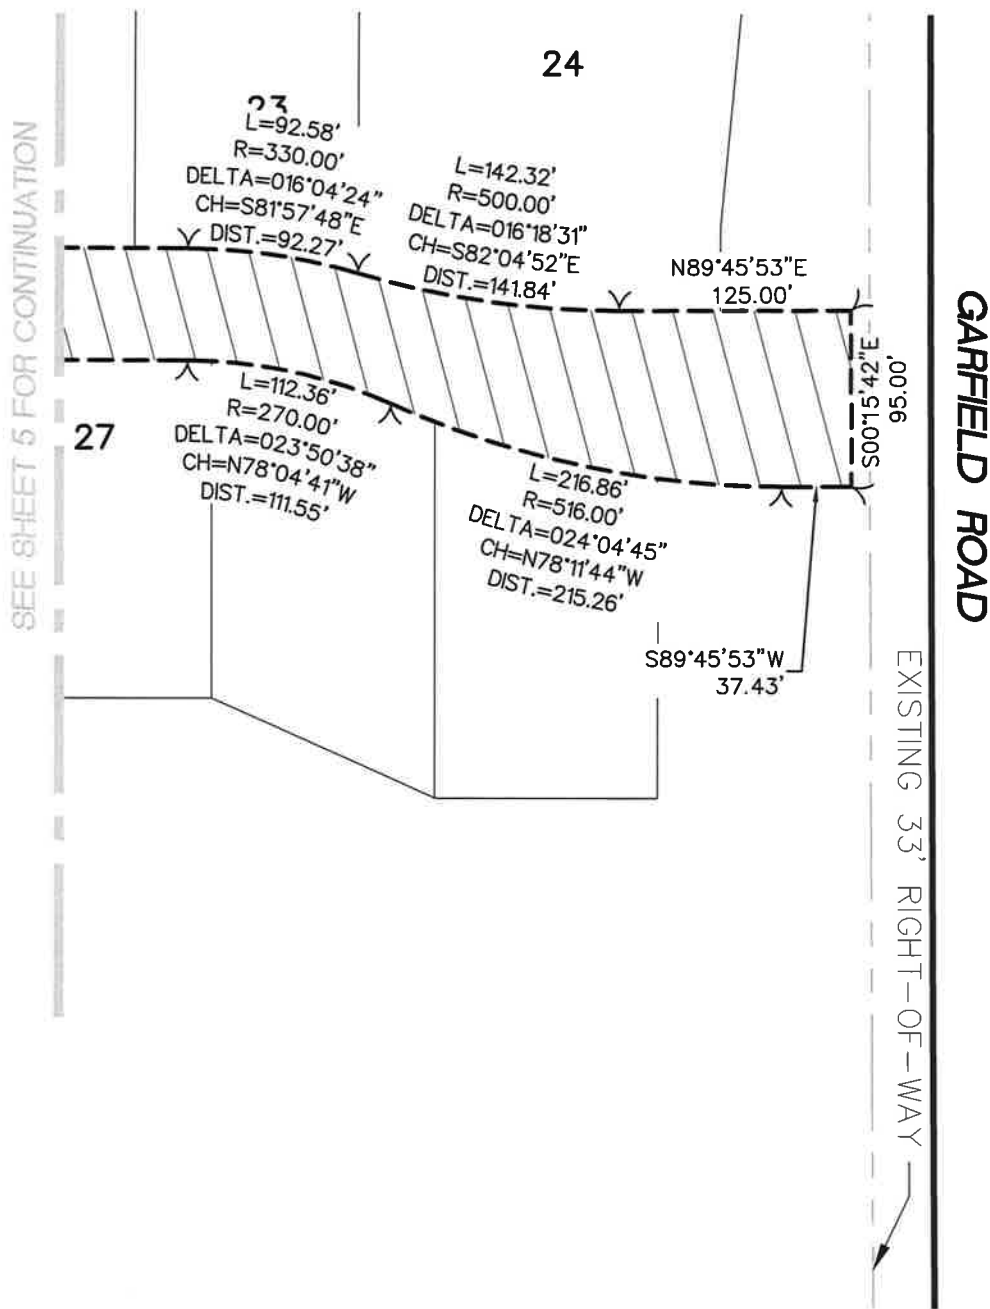 24
23
L=92.58'
R=330.00'
DELTA=016°04'24"
CH=S81°57'48"E
DIST.=92.27'
L=142.32'
R=500.00'
DELTA=016°18'31"
CH=S82°04'52"E
DIST.=141.84'
N89°45'53"E
125.00'
S00°15'42"E
95.00'
GARFIELD ROAD
SEE SHEET 5 FOR CONTINUATION
27
L=112.36'
R=270.00'
DELTA=023°50'38"
CH=N78°04'41"W
DIST.=111.55'
L=216.86'
R=516.00'
DELTA=024°04'45"
CH=N78°11'44"W
DIST.=215.26'
S89°45'53"W
37.43'
EXISTING 33' RIGHT-OF-WAY